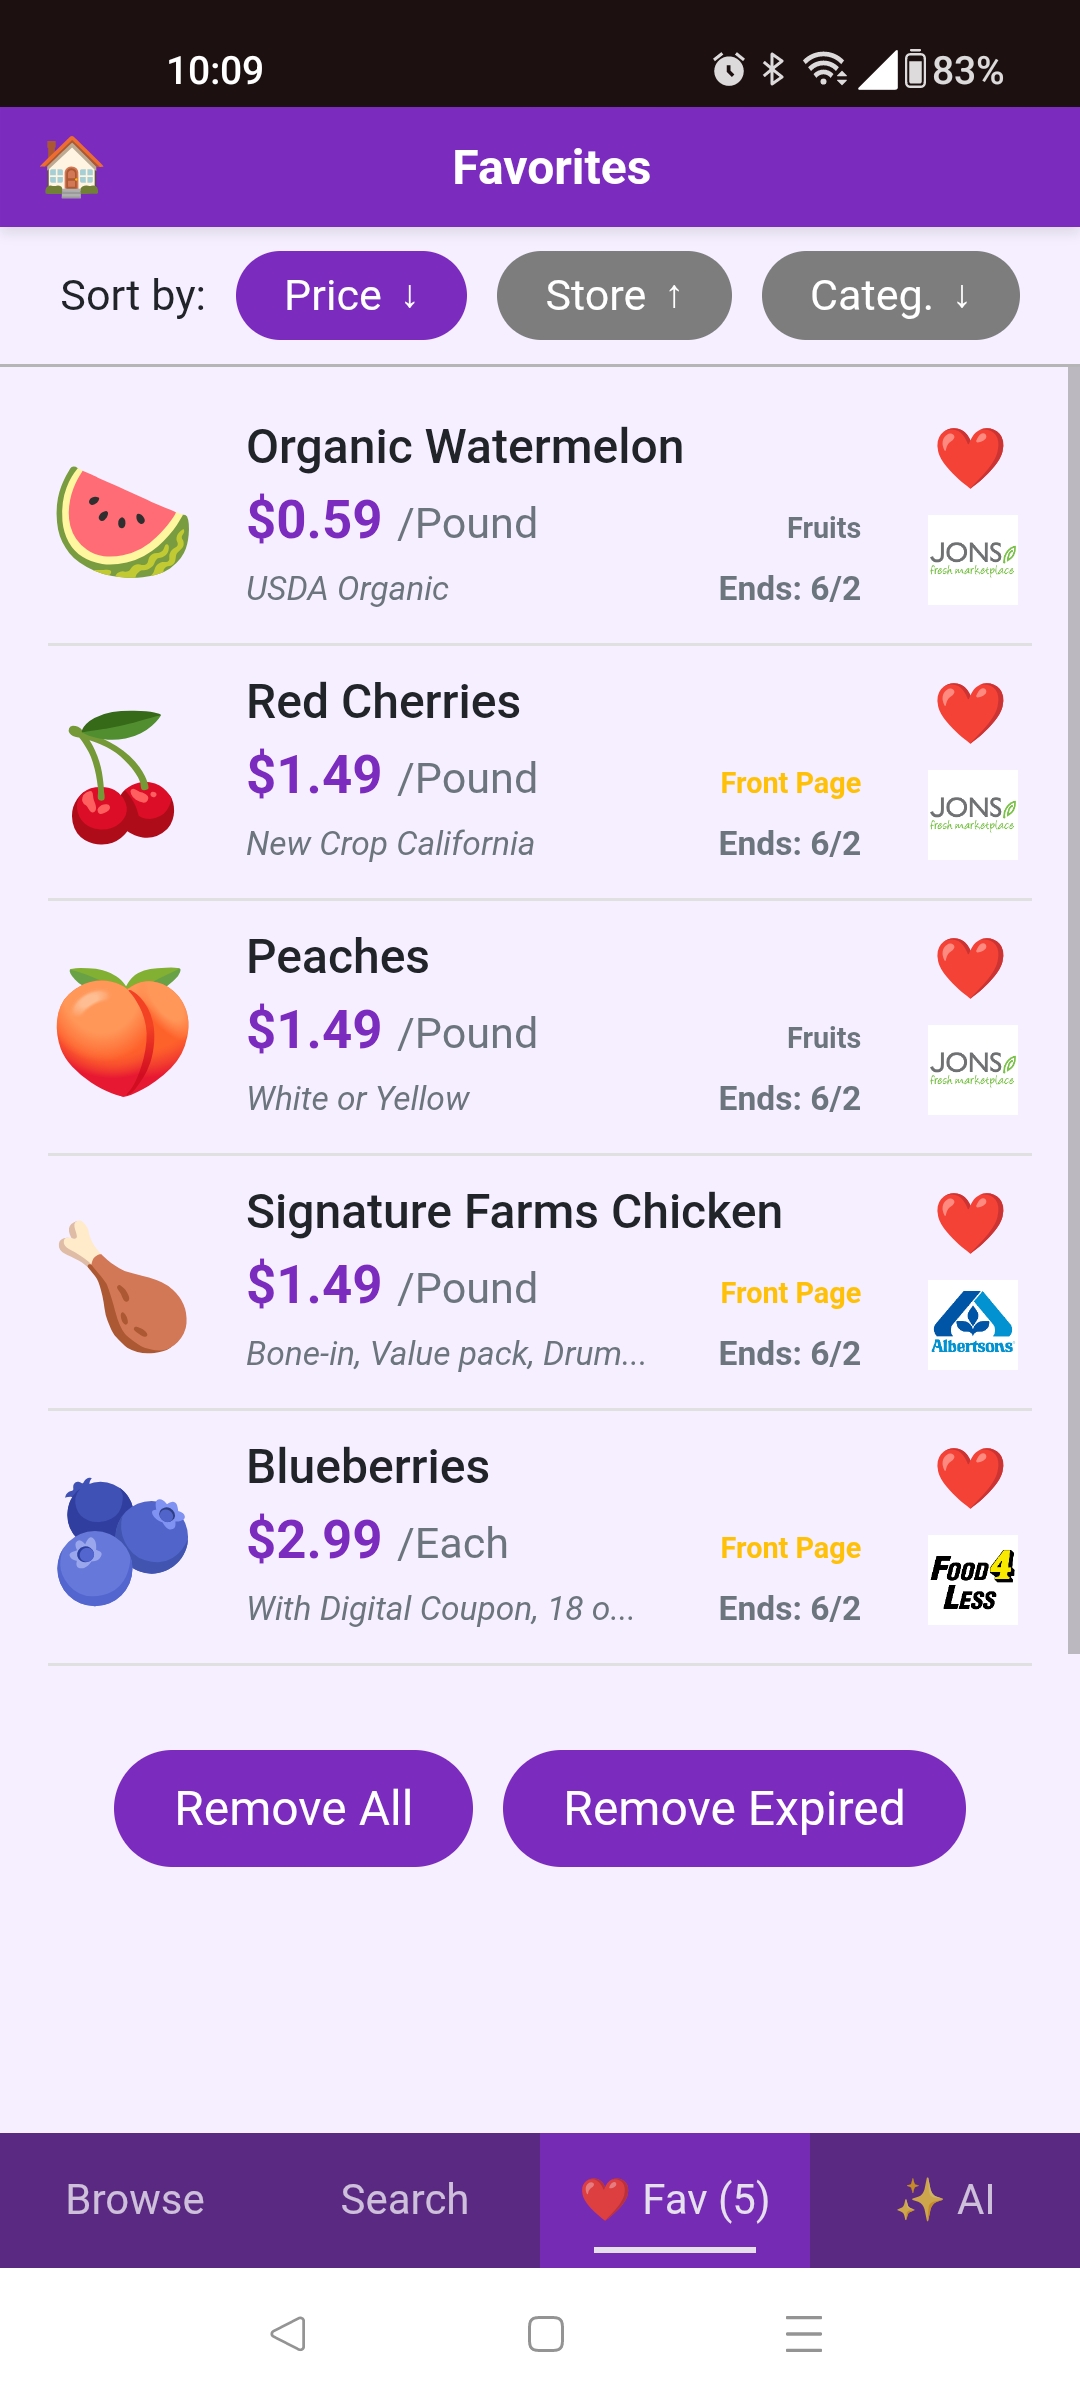 10:09 83%
Favorites
Sort by: Price ↓ Store ↑ Categ. ↓
Organic Watermelon
$0.59 /Pound Fruits
USDA Organic Ends: 6/2
JONS
fresh marketplace
Red Cherries
$1.49 /Pound Front Page
New Crop California Ends: 6/2
JONS
fresh marketplace
Peaches
$1.49 /Pound Fruits
White or Yellow Ends: 6/2
JONS
fresh marketplace
Signature Farms Chicken
$1.49 /Pound Front Page
Bone-in, Value pack, Drum... Ends: 6/2
Albertsons
Blueberries
$2.99 /Each Front Page
With Digital Coupon, 18 o... Ends: 6/2
FOOD 4
LESS
Remove All Remove Expired
Browse Search Fav (5) AI